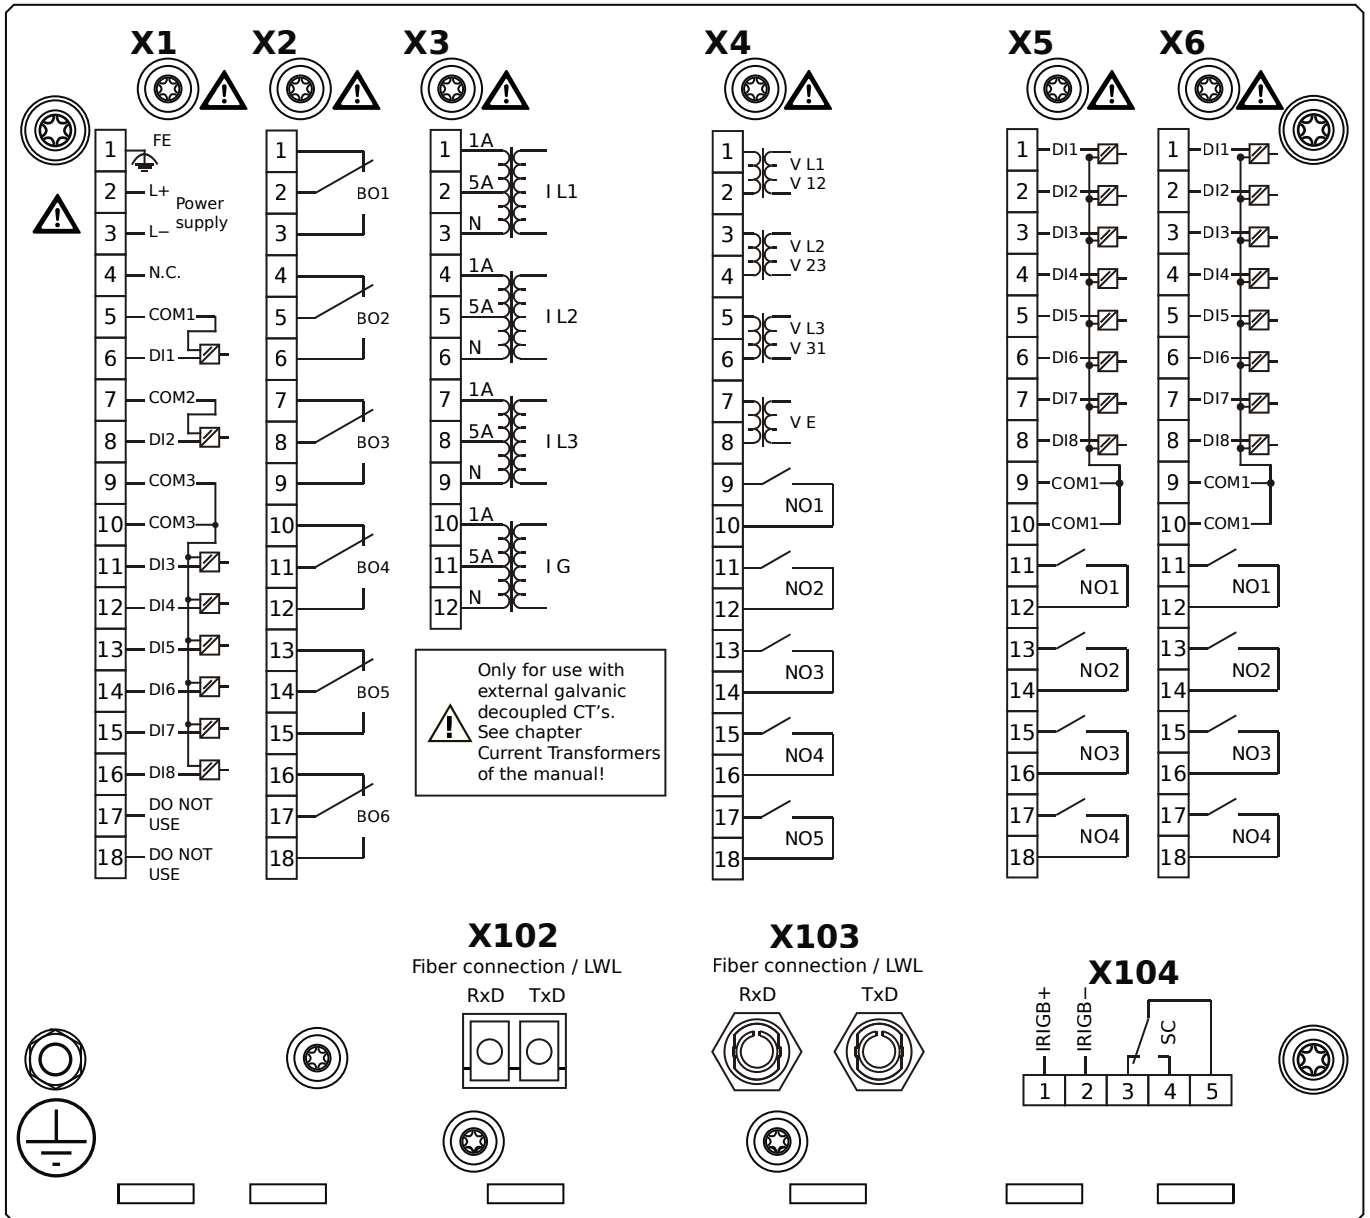 X1
X2
X3
X4
X5
X6
1 FE
2 L+
Power
supply
3 L−
4 N.C.
5 COM1
6 DI1
7 COM2
8 DI2
9 COM3
10 COM3
11 DI3
12 DI4
13 DI5
14 DI6
15 DI7
16 DI8
17 DO NOT
USE
18 DO NOT
USE
1
2 BO1
3
4
5 BO2
6
7
8 BO3
9
10
11 BO4
12
13
14 BO5
15
16
17 BO6
18
1 1A
2 5A I L1
3 N
4 1A
5 5A I L2
6 N
7 1A
8 5A I L3
9 N
10 1A
11 5A I G
12 N
Only for use with
external galvanic
decoupled CT's.
See chapter
Current Transformers
of the manual!
1 V L1
2 V 12
3 V L2
4 V 23
5 V L3
6 V 31
7
V E
8
9
NO1
10
11
NO2
12
13
NO3
14
15
NO4
16
17
NO5
18
1 DI1
2 DI2
3 DI3
4 DI4
5 DI5
6 DI6
7 DI7
8 DI8
9 COM1
10 COM1
11
NO1
12
13
NO2
14
15
NO3
16
17
NO4
18
1 DI1
2 DI2
3 DI3
4 DI4
5 DI5
6 DI6
7 DI7
8 DI8
9 COM1
10 COM1
11
NO1
12
13
NO2
14
15
NO3
16
17
NO4
18
X102
Fiber connection / LWL
RxD TxD
X103
Fiber connection / LWL
RxD TxD
X104
IRIGB+
IRIGB−
SC
1 2 3 4 5